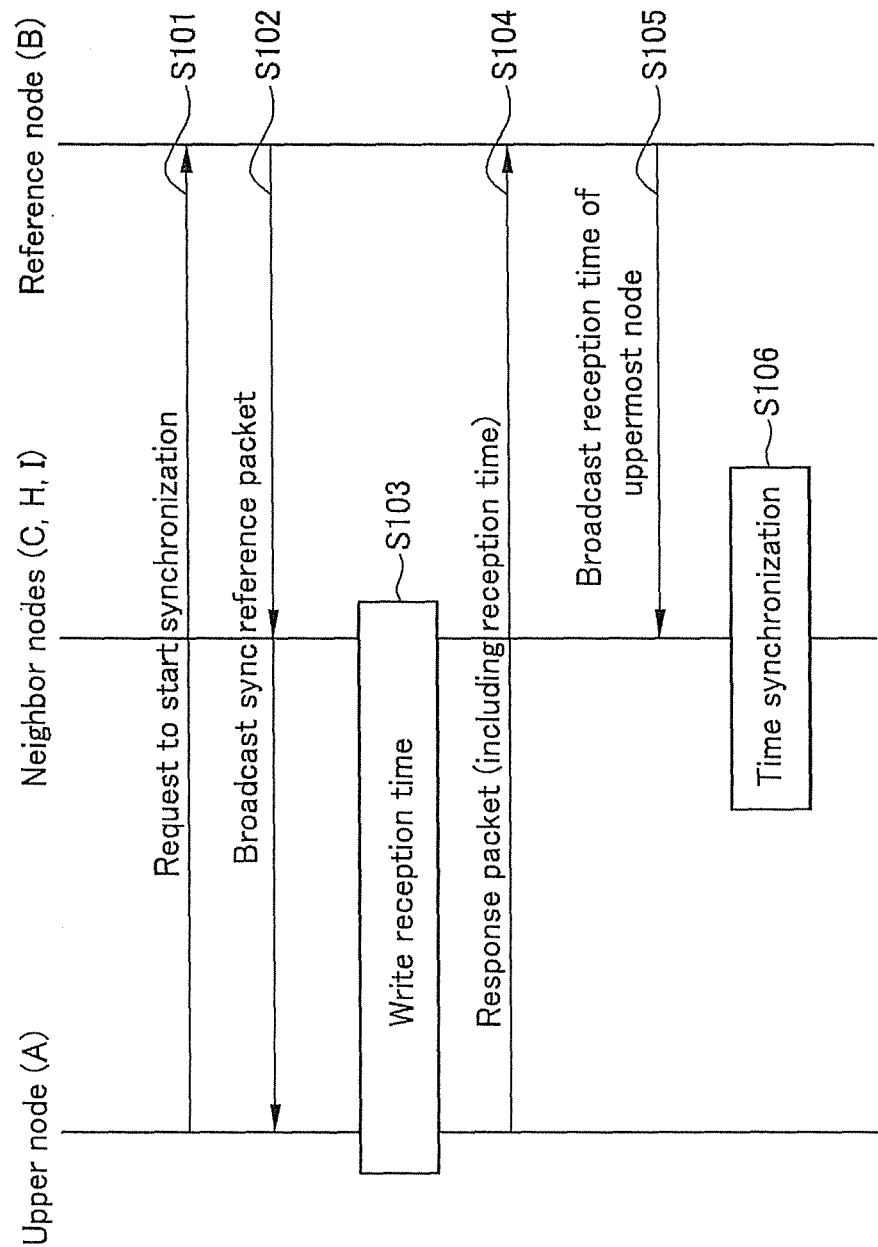 Upper node (A)
Neighbor nodes (C, H, I)
Reference node (B)
Request to start synchronization
S101
Broadcast sync reference packet
S102
Write reception time
S103
Response packet (including reception time)
S104
Broadcast reception time of
uppermost node
S105
Time synchronization
S106